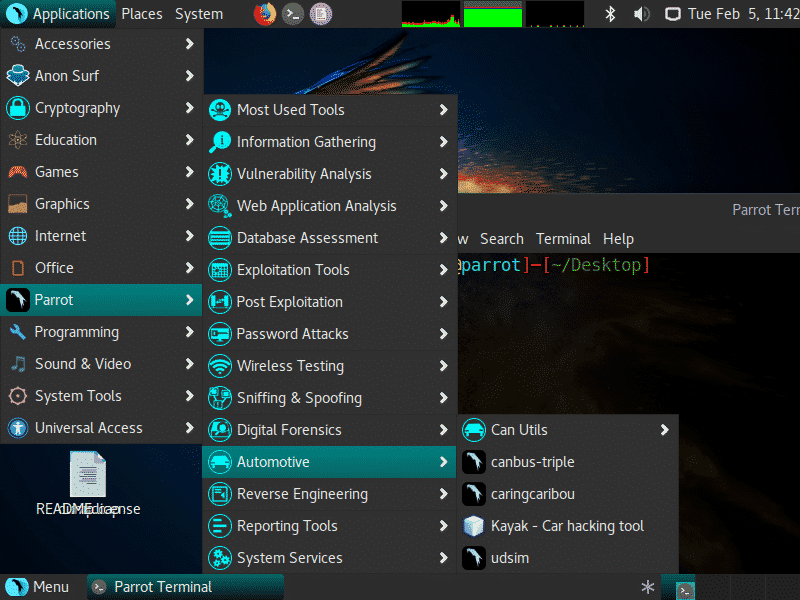 Applications Places System Tue Feb 5, 11:42
Accessories
Anon Surf
Cryptography
Education
Games
Graphics
Internet
Office
Parrot
Programming
Sound & Video
System Tools
Universal Access
Most Used Tools
Information Gathering
Vulnerability Analysis
Web Application Analysis
Database Assessment
Exploitation Tools
Post Exploitation
Password Attacks
Wireless Testing
Sniffing & Spoofing
Digital Forensics
Automotive
Reverse Engineering
Reporting Tools
System Services
Can Utils
canbus-triple
caringcaribou
Kayak - Car hacking tool
udsim
Parrot Terr
w Search Terminal Help
@parrot]─[~/Desktop]
README license
Menu Parrot Terminal